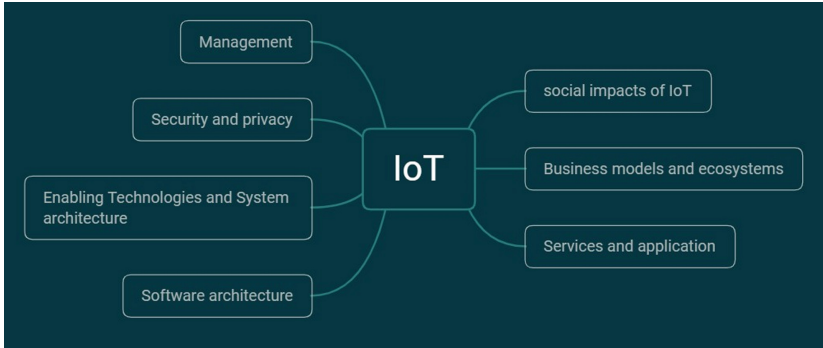 Management
Security and privacy
Enabling Technologies and System
architecture
Software architecture
IoT
social impacts of IoT
Business models and ecosystems
Services and application